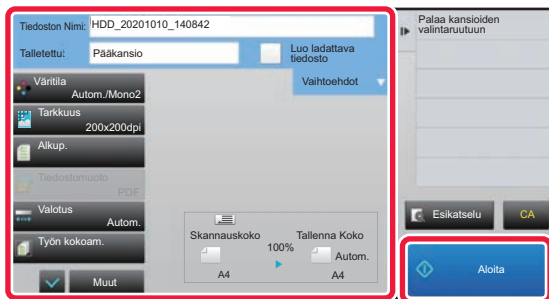 Tiedoston Nimi: HDD_20201010_140842
Talletettu: Pääkansio
Luo ladattava
tiedosto
Vaihtoehdot
Väritila
Autom./Mono2
Tarkkuus
200x200dpi
Alkup.
Tiedostomuoto
PDF
Valotus
Autom.
Työn kokoam.
Muut
Skannauskoko
100%
Tallenna Koko
Autom.
A4
A4
Palaa kansioiden
valintaruutuun
Esikatselu
CA
Aloita